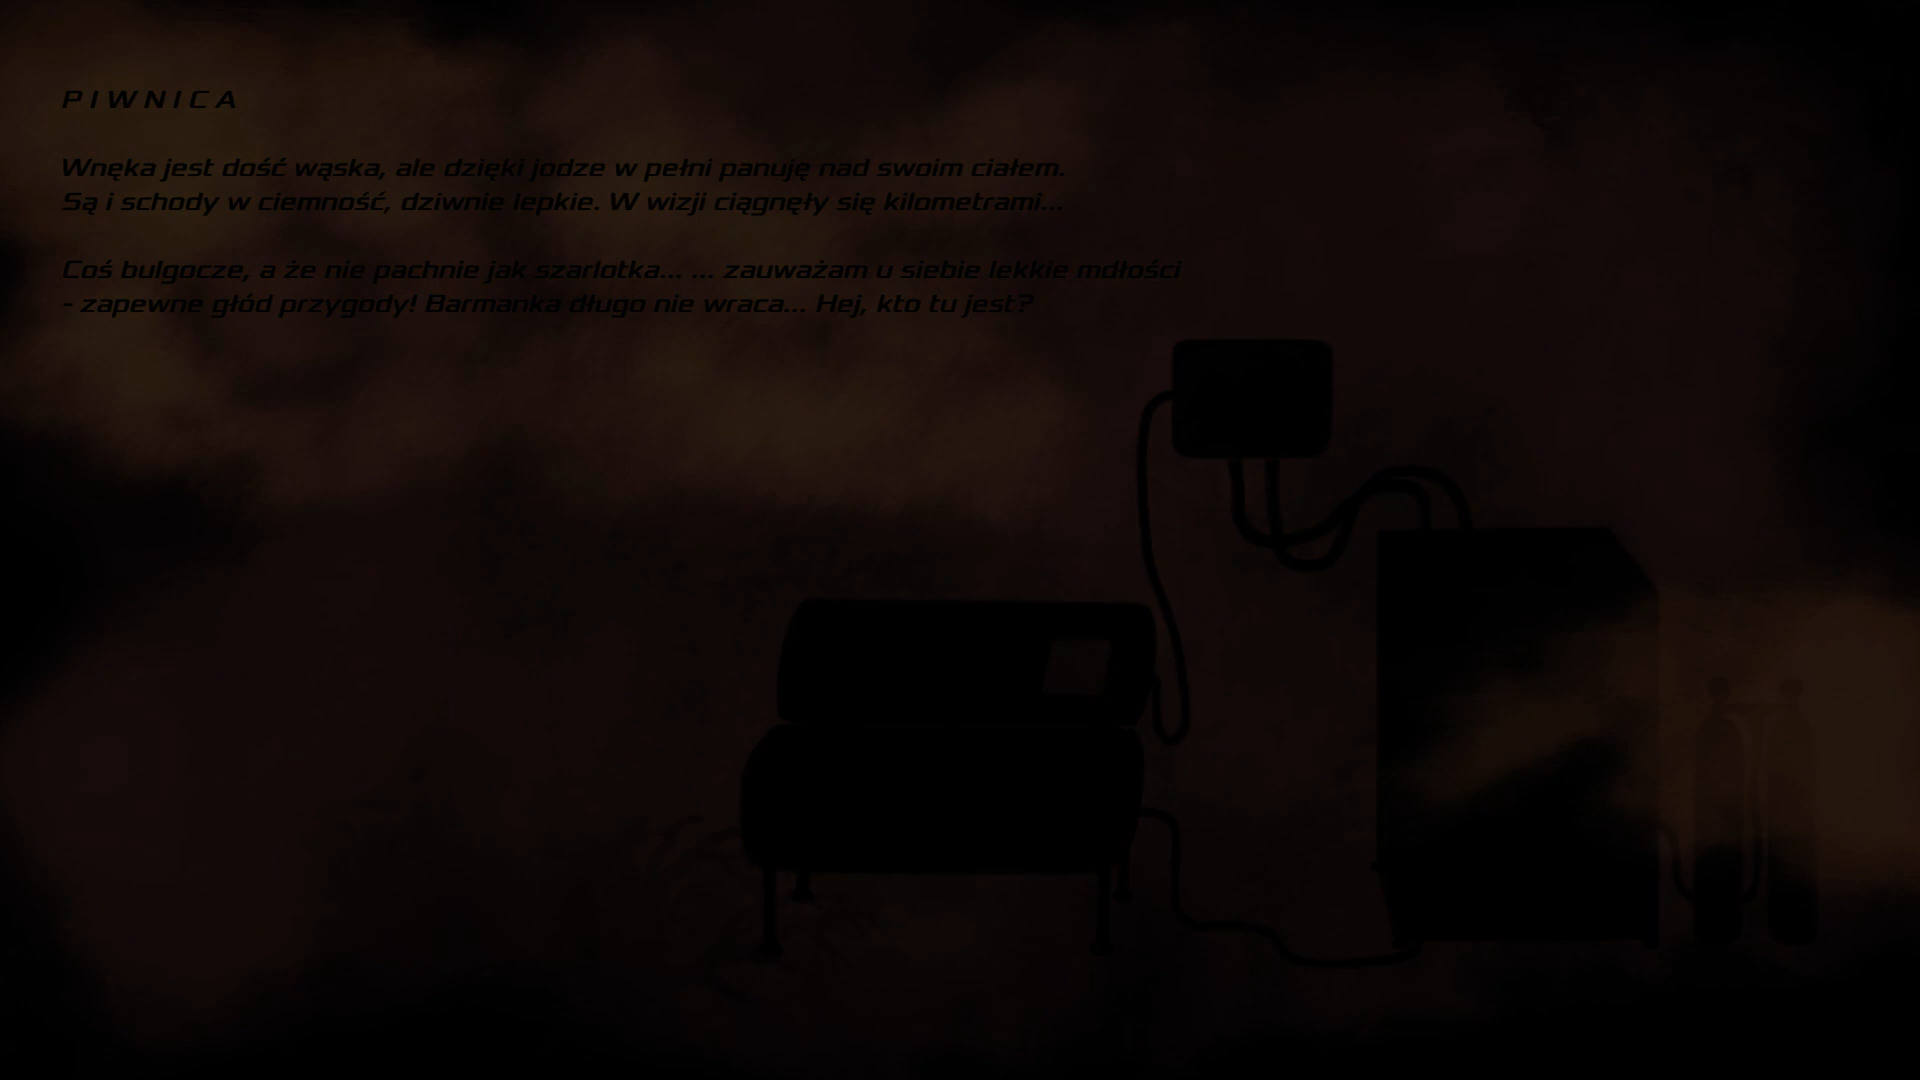 PIWNICA
Wnęka jest dość wąska, ale dzięki jodze w pełni panuję nad swoim ciałem.
Są i schody w ciemność, dziwnie lepkie. W wizji ciągnęły się kilometrami...
Coś bulgocze, a że nie pachnie jak szarlotka... ... zauważam u siebie lekkie mdłości
- zapewne głód przygody! Barmanka długo nie wraca... Hej, kto tu jest?